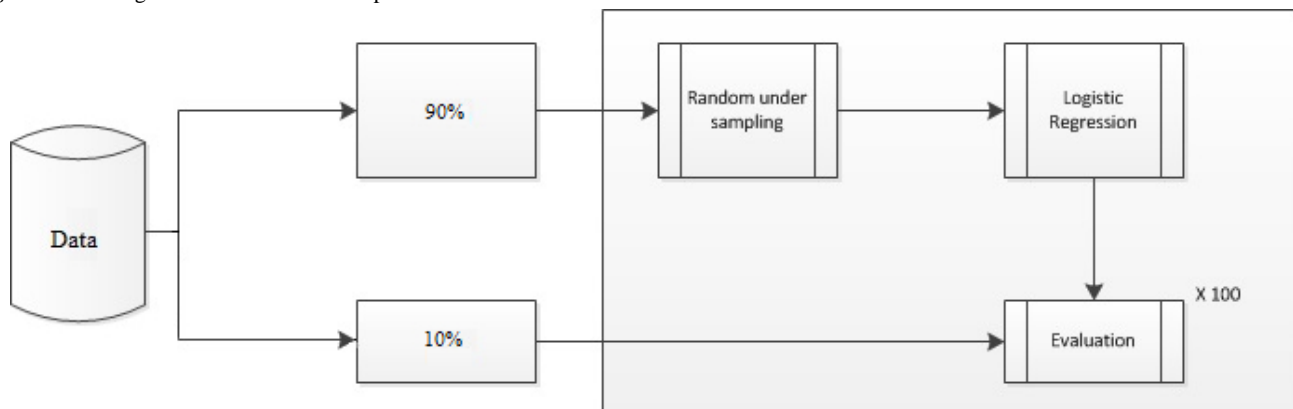 90%
Random under
sampling
Logistic
Regression
Data
10%
Evaluation
X 100